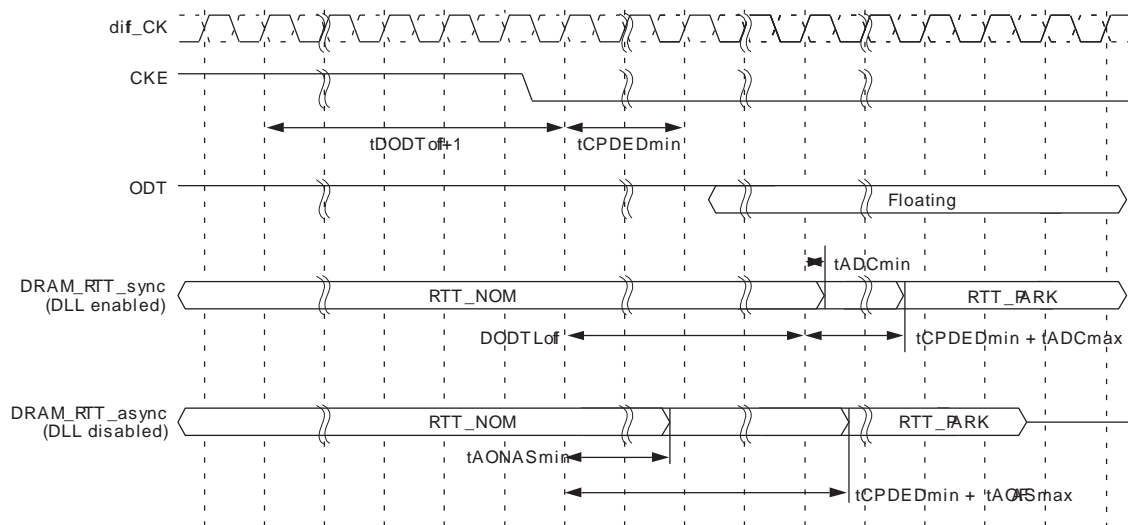 dif_CK
CKE
tDODTof+1
tCPDEDmin
ODT
Floating
tADCmin
DRAM_RTT_sync
(DLL enabled)
RTT_NOM
RTT_PARK
DODTLof
tCPDEDmin + tADCmax
DRAM_RTT_async
(DLL disabled)
RTT_NOM
RTT_PARK
tAONASmin
tCPDEDmin + tAOFASmax